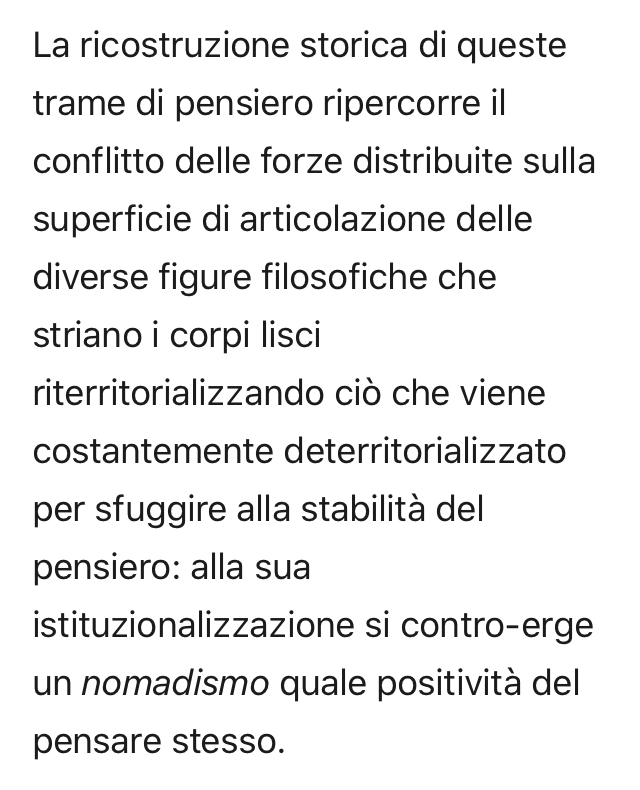 La ricostruzione storica di queste
trame di pensiero ripercorre il
conflitto delle forze distribuite sulla
superficie di articolazione delle
diverse figure filosofiche che
striano i corpi lisci
riterritorializzando ciò che viene
costantemente deterritorializzato
per sfuggire alla stabilità del
pensiero: alla sua
istituzionalizzazione si contro-erge
un nomadismo quale positività del
pensare stesso.